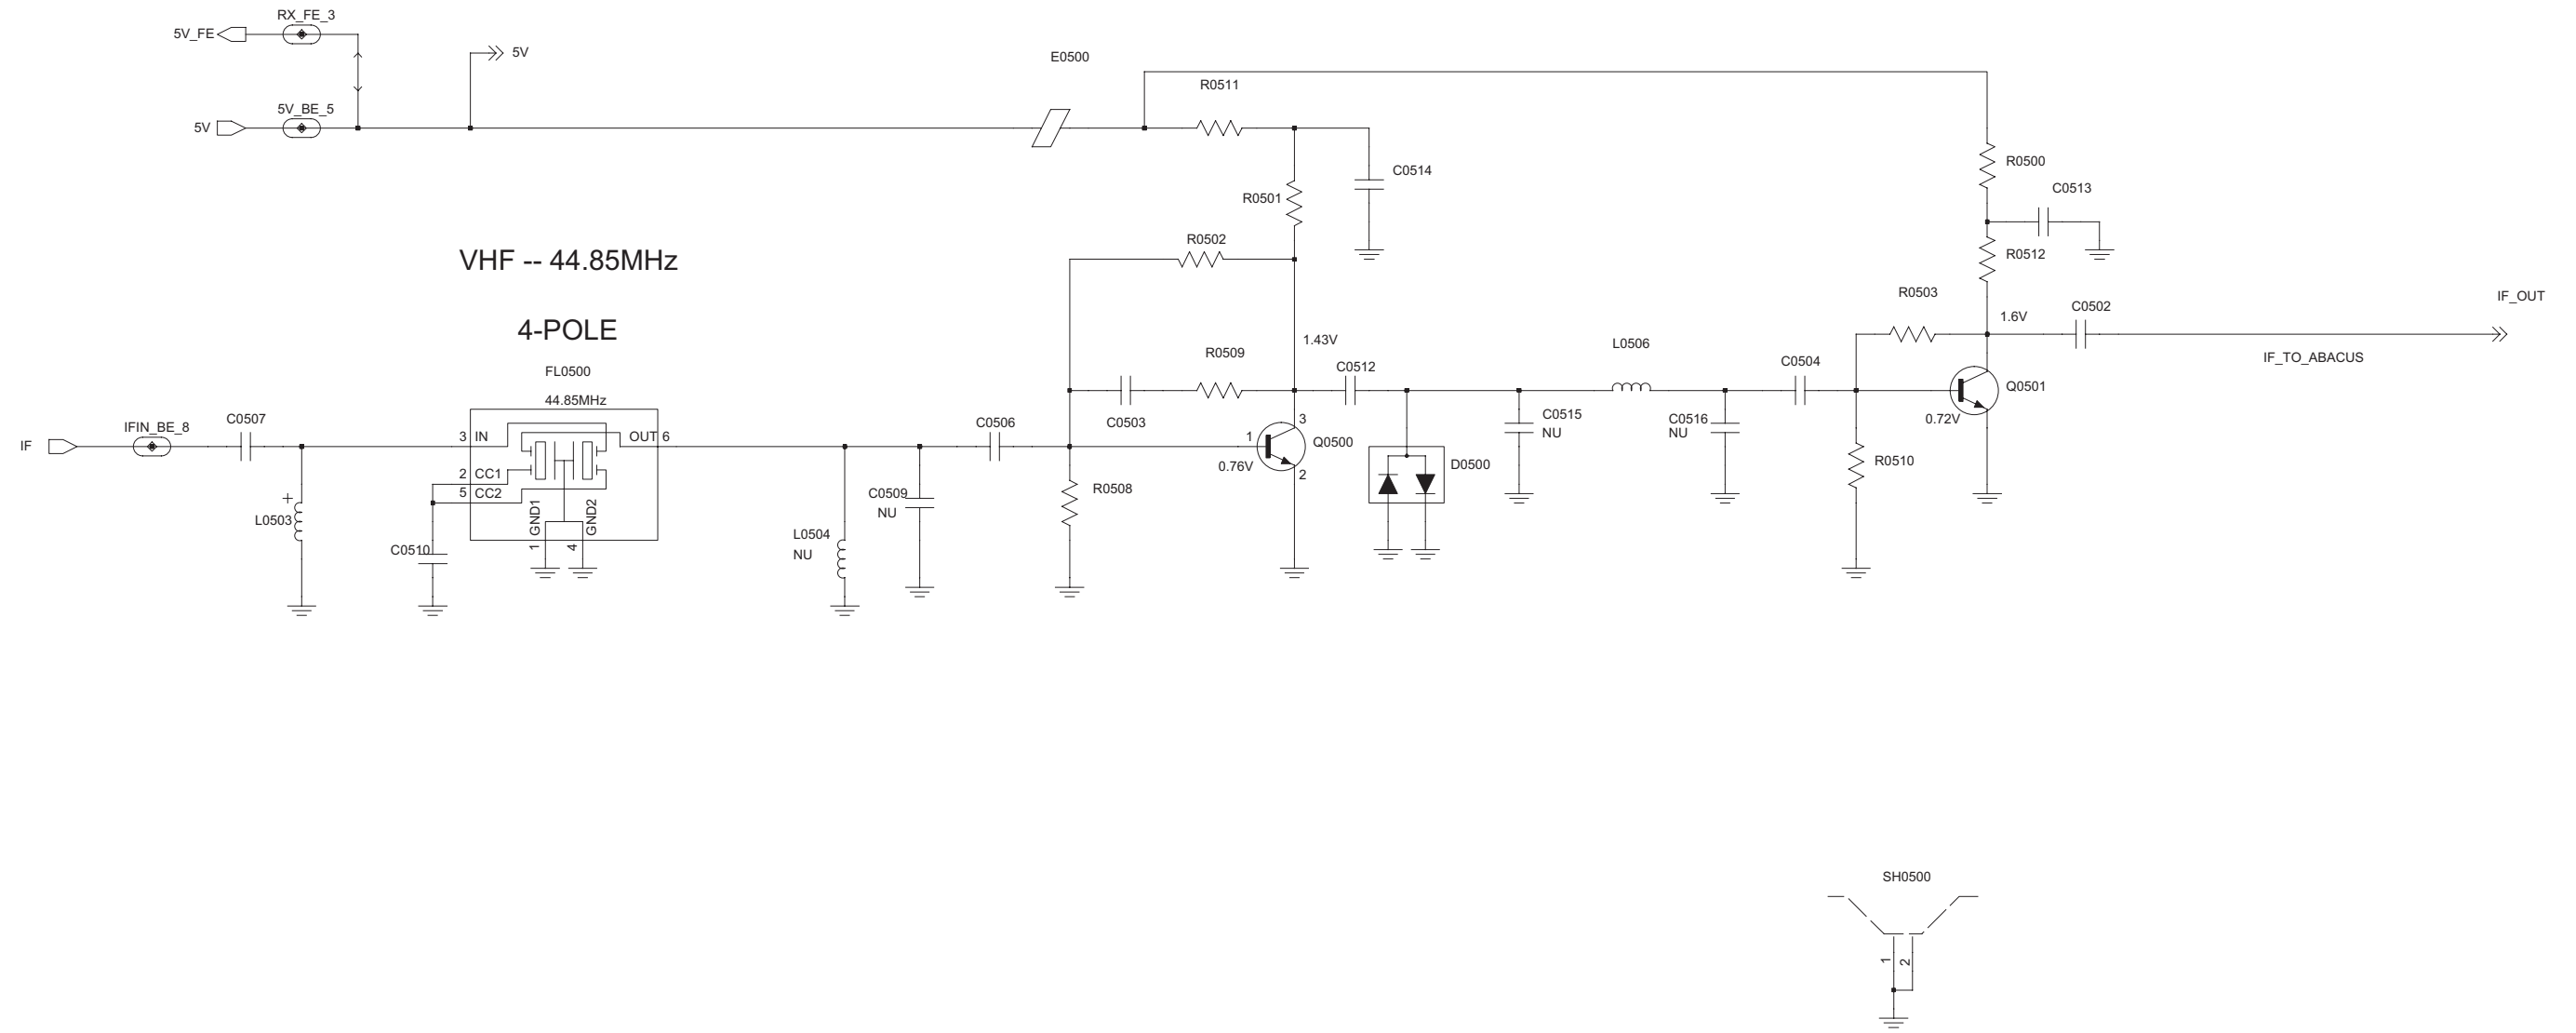 RX_FE_3
5V_FE
5V
E0500
R0511
5V_BE_5
5V
R0500
C0514
C0513
R0501
R0502
R0512
VHF -- 44.85MHz
R0503
IF_OUT
C0502
1.6V
4-POLE
1.43V
L0506
R0509
IF_TO_ABACUS
C0512
C0504
FL0500
Q0501
44.85MHz
C0507
C0503
C0515
NU
C0516
NU
0.72V
IFIN_BE_8
C0506
3
IF
3 IN
OUT 6
1
Q0500
R0510
0.76V
D0500
2 CC1
2
5 CC2
C0509
NU
R0508
L0503
+
GND1
GND2
L0504
NU
C0510
1
4
SH0500
1
2